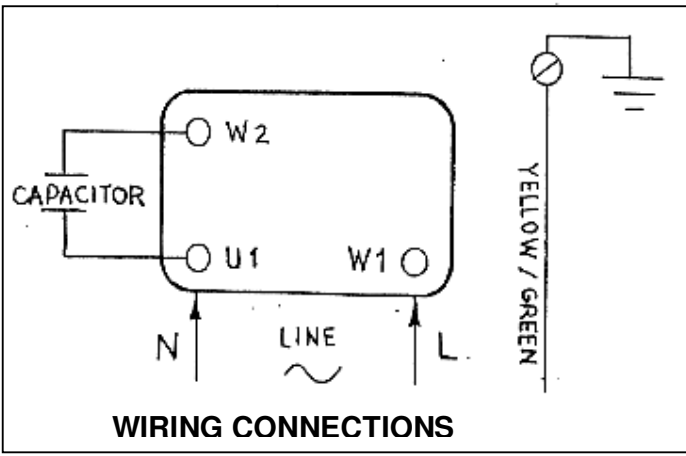 W2
CAPACITOR
U1
W1
N
LINE
L
YELLOW / GREEN
WIRING CONNECTIONS